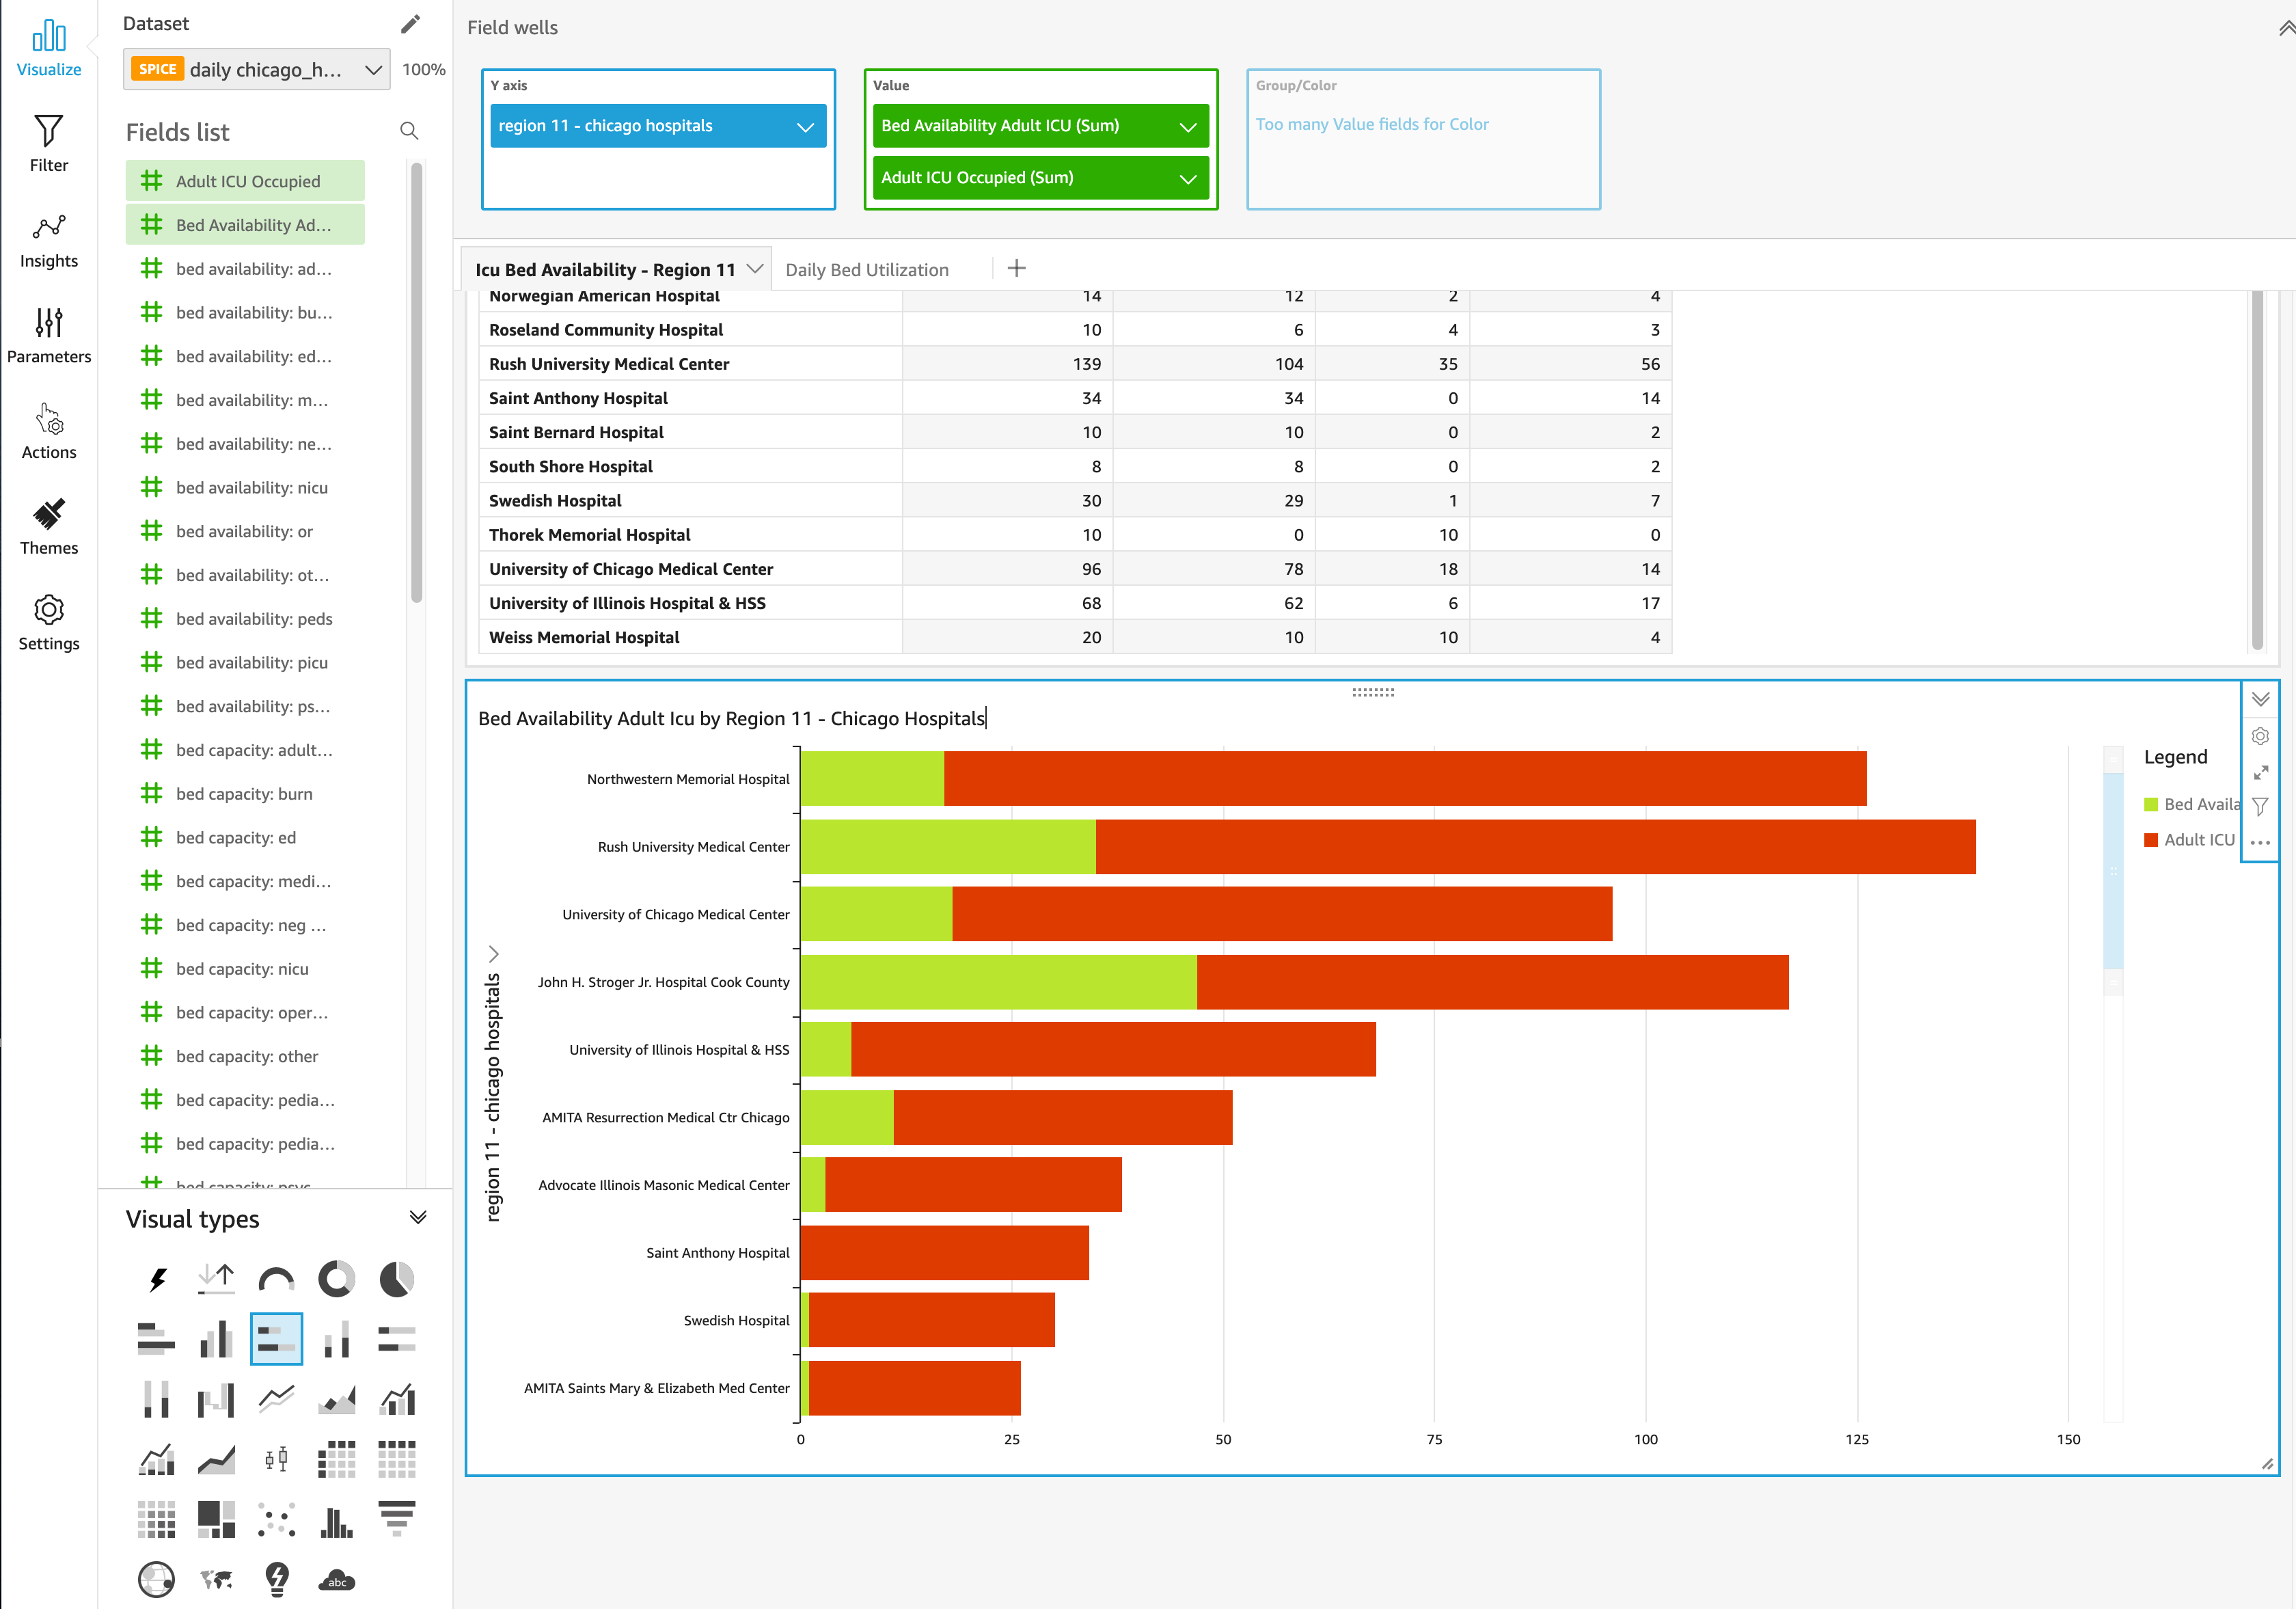 Visualize
Filter
Insights
Parameters
Actions
Themes
Settings
Dataset
SPICE daily chicago_h... 100%
Fields list
Adult ICU Occupied
Bed Availability Ad...
bed availability: ad...
bed availability: bu...
bed availability: ed...
bed availability: m...
bed availability: ne...
bed availability: nicu
bed availability: or
bed availability: ot...
bed availability: peds
bed availability: picu
bed availability: ps...
bed capacity: adult...
bed capacity: burn
bed capacity: ed
bed capacity: medi...
bed capacity: neg ...
bed capacity: nicu
bed capacity: oper...
bed capacity: other
bed capacity: pedia...
bed capacity: pedia...
bed capacity: psyc
Visual types
abc
Field wells
Y axis
region 11 - chicago hospitals
Value
Bed Availability Adult ICU (Sum)
Adult ICU Occupied (Sum)
Group/Color
Too many Value fields for Color
Icu Bed Availability - Region 11 Daily Bed Utilization
Norwegian American Hospital 14 12 2 4
Roseland Community Hospital 10 6 4 3
Rush University Medical Center 139 104 35 56
Saint Anthony Hospital 34 34 0 14
Saint Bernard Hospital 10 10 0 2
South Shore Hospital 8 8 0 2
Swedish Hospital 30 29 1 7
Thorek Memorial Hospital 10 0 10 0
University of Chicago Medical Center 96 78 18 14
University of Illinois Hospital & HSS 68 62 6 17
Weiss Memorial Hospital 20 10 10 4
Bed Availability Adult Icu by Region 11 - Chicago Hospitals
region 11 - chicago hospitals
Northwestern Memorial Hospital
Rush University Medical Center
University of Chicago Medical Center
John H. Stroger Jr. Hospital Cook County
University of Illinois Hospital & HSS
AMITA Resurrection Medical Ctr Chicago
Advocate Illinois Masonic Medical Center
Saint Anthony Hospital
Swedish Hospital
AMITA Saints Mary & Elizabeth Med Center
0 25 50 75 100 125 150
Legend
Bed Availa
Adult ICU